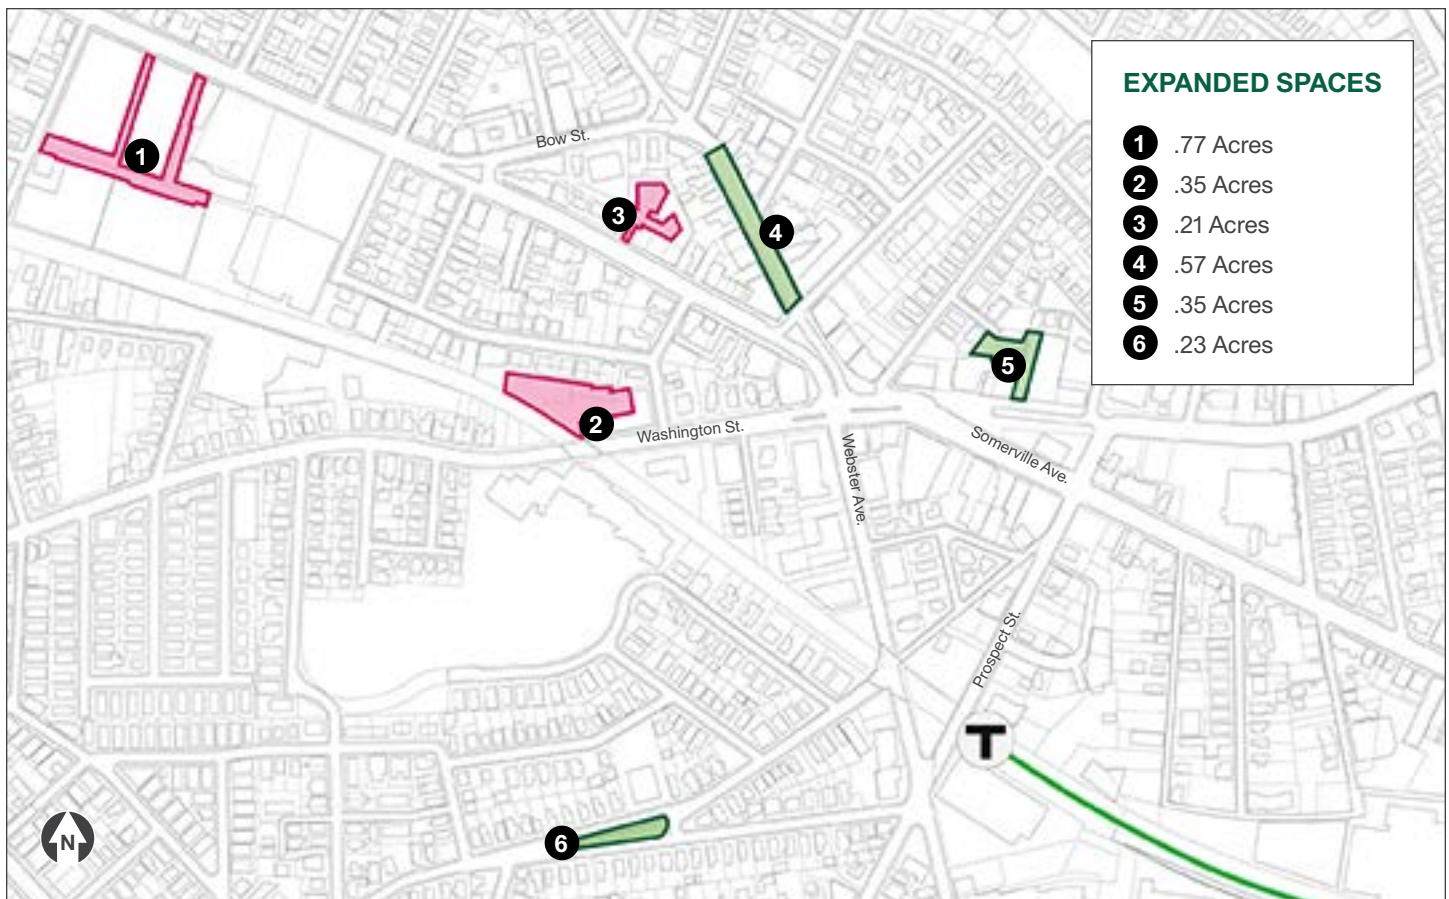 EXPANDED SPACES
1 .77 Acres
2 .35 Acres
3 .21 Acres
4 .57 Acres
5 .35 Acres
6 .23 Acres
Bow St.
1
3
4
5
2
Washington St.
Webster Ave.
Somerville Ave.
Prospect St.
T
N
6